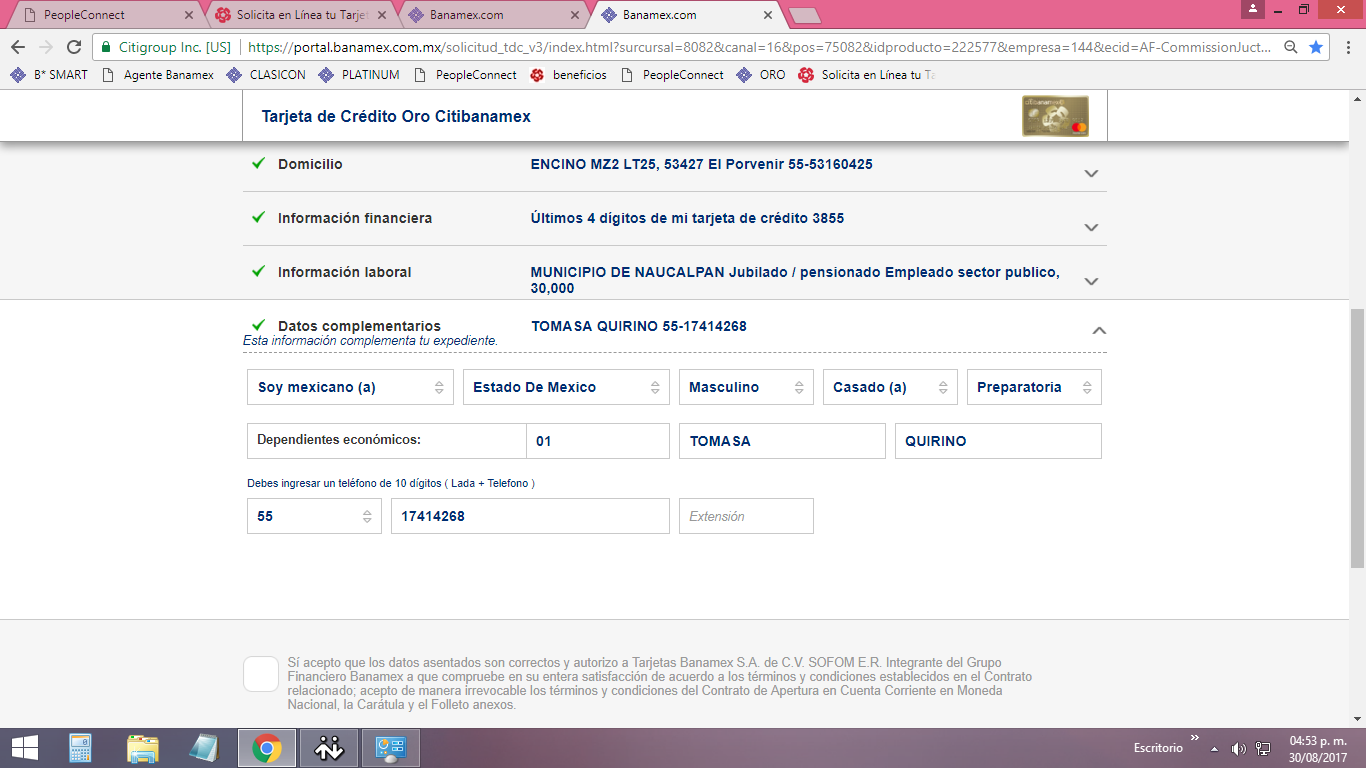 PeopleConnect
Solicita en Línea tu Tarje
Banamex.com
Banamex.com
Citigroup Inc. [US]
https://portal.banamex.com.mx/solicitud_tdc_v3/index.html?surcursal=8082&canal=16&pos=75082&idproducto=222577&empresa=144&ecid=AF-CommissionJuct...
B* SMART
Agente Banamex
CLASICON
PLATINUM
PeopleConnect
beneficios
PeopleConnect
ORO
Solicita en Línea tu Ta
Tarjeta de Crédito Oro Citibanamex
citibanamex
Domicilio
ENCINO MZ2 LT25, 53427 El Porvenir 55-53160425
Información financiera
Últimos 4 dígitos de mi tarjeta de crédito 3855
Información laboral
MUNICIPIO DE NAUCALPAN Jubilado / pensionado Empleado sector publico,
30,000
Datos complementarios
TOMASA QUIRINO 55-17414268
Esta información complementa tu expediente.
Soy mexicano (a)
Estado De Mexico
Masculino
Casado (a)
Preparatoria
Dependientes económicos:
01
TOMASA
QUIRINO
Debes ingresar un teléfono de 10 dígitos ( Lada + Telefono )
55
17414268
Extensión
Sí acepto que los datos asentados son correctos y autorizo a Tarjetas Banamex S.A. de C.V. SOFOM E.R. Integrante del Grupo
Financiero Banamex a que compruebe en su entera satisfacción de acuerdo a los términos y condiciones establecidos en el Contrato
relacionado; acepto de manera irrevocable los términos y condiciones del Contrato de Apertura en Cuenta Corriente en Moneda
Nacional, la Carátula y el Folleto anexos.
Escritorio
04:53 p. m.
30/08/2017